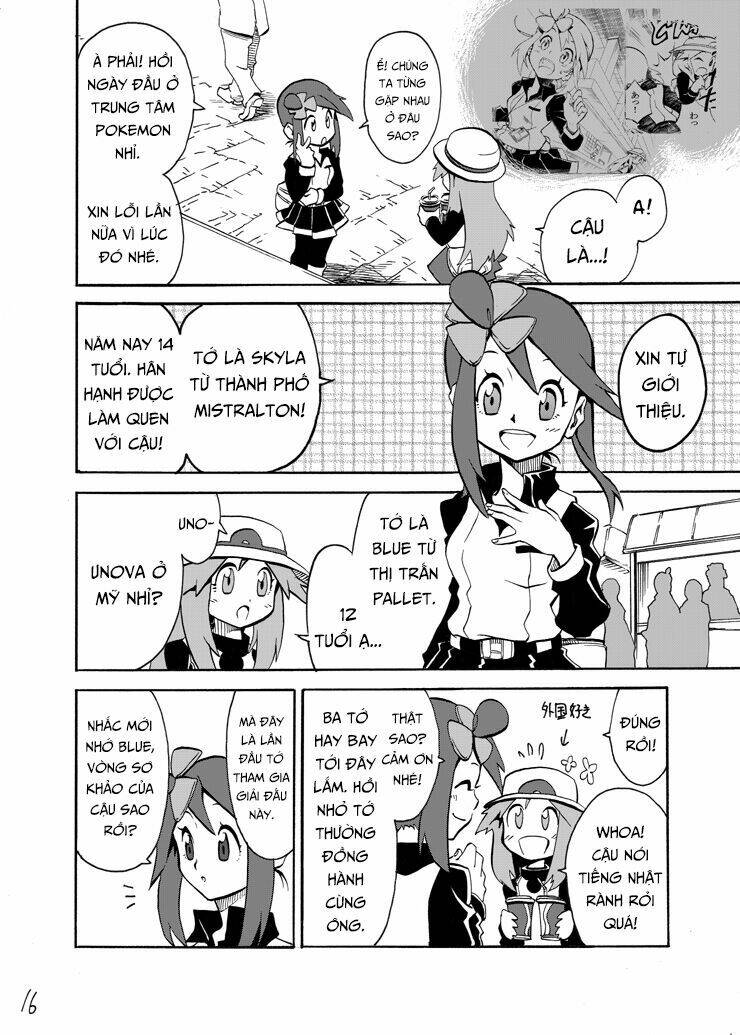 A!
CẬU
LÀ...!
Ế! CHÚNG
TA TỪNG
GẶP NHAU
Ở ĐÂU
SAO?
À PHẢI! HỒI
NGÀY ĐẦU Ở
TRUNG TÂM
POKEMON
NHỈ.
XIN LỖI LẦN
NỮA VÌ LÚC
ĐÓ NHÉ.
あっ!
わっ
XIN TỰ
GIỚI
THIỆU.
TỚ LÀ SKYLA
TỪ THÀNH PHỐ
MISTRALTON!
NĂM NAY 14
TUỔI. HÂN
HẠNH ĐƯỢC
LÀM QUEN
VỚI CẬU!
TỚ LÀ
BLUE TỪ
THỊ TRẤN
PALLET.
12
TUỔI Ạ...
UNO~
UNOVA Ở
MỸ NHỈ?
ĐÚNG
RỒI!
WHOA!
CẬU NÓI
TIẾNG NHẬT
RÀNH RỎI
QUÁ!
外国好き
THẬT
SAO?
CẢM ƠN
NHÉ!
BA TỚ
HAY BAY
TỚI ĐÂY
LẮM. HỒI
NHỎ TỚ
THƯỜNG
ĐỒNG
HÀNH
CÙNG
ÔNG.
MÀ ĐÂY
LÀ LẦN
ĐẦU TỚ
THAM GIA
GIẢI ĐẤU
NÀY.
NHẮC MỚI
NHỚ BLUE,
VÒNG SƠ
KHẢO CỦA
CẬU SAO
RỒI?
16